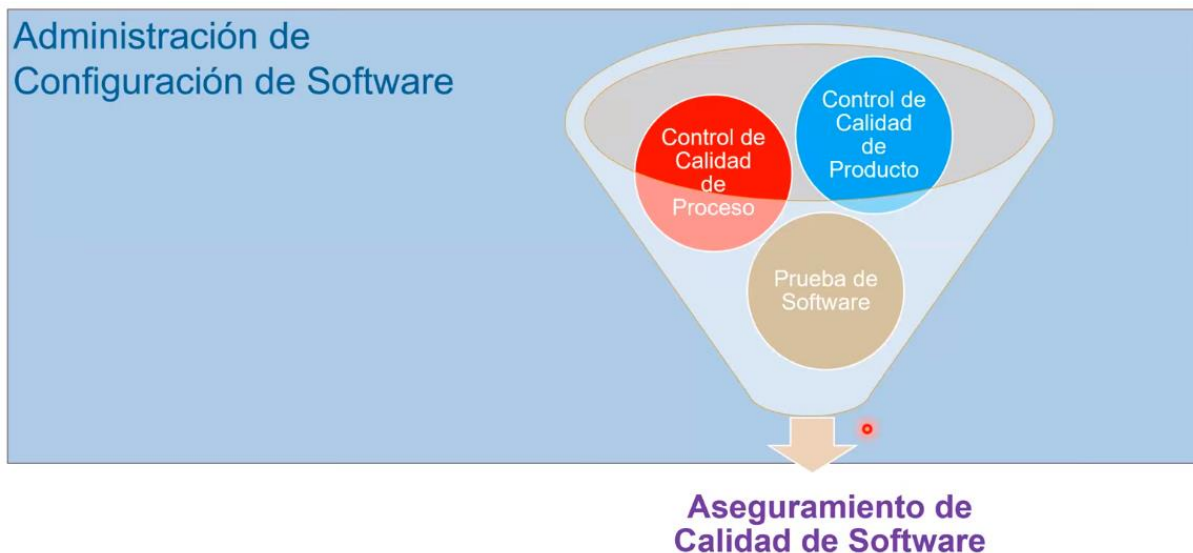 Administración de
Configuración de Software
Control de
Calidad
de
Proceso
Control de
Calidad
de
Producto
Prueba de
Software
Aseguramiento de
Calidad de Software